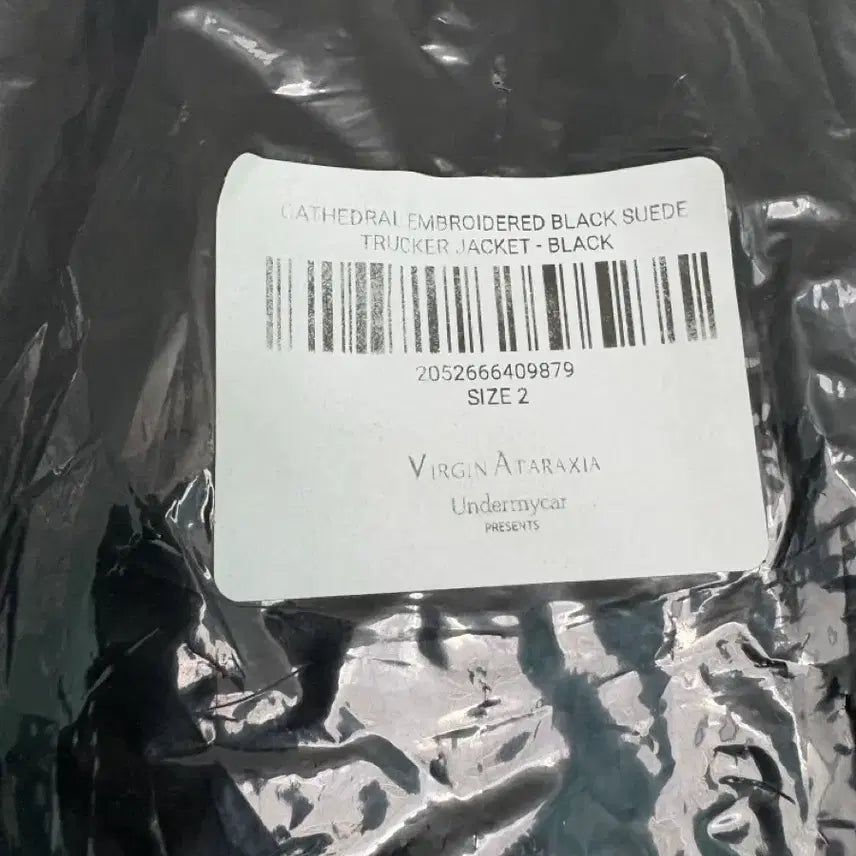 CATHEDRAL EMBROIDERED BLACK SUEDE
TRUCKER JACKET - BLACK
2052666409879
SIZE 2
VIRGIN ATARAXIA
Undermycar
PRESENTS